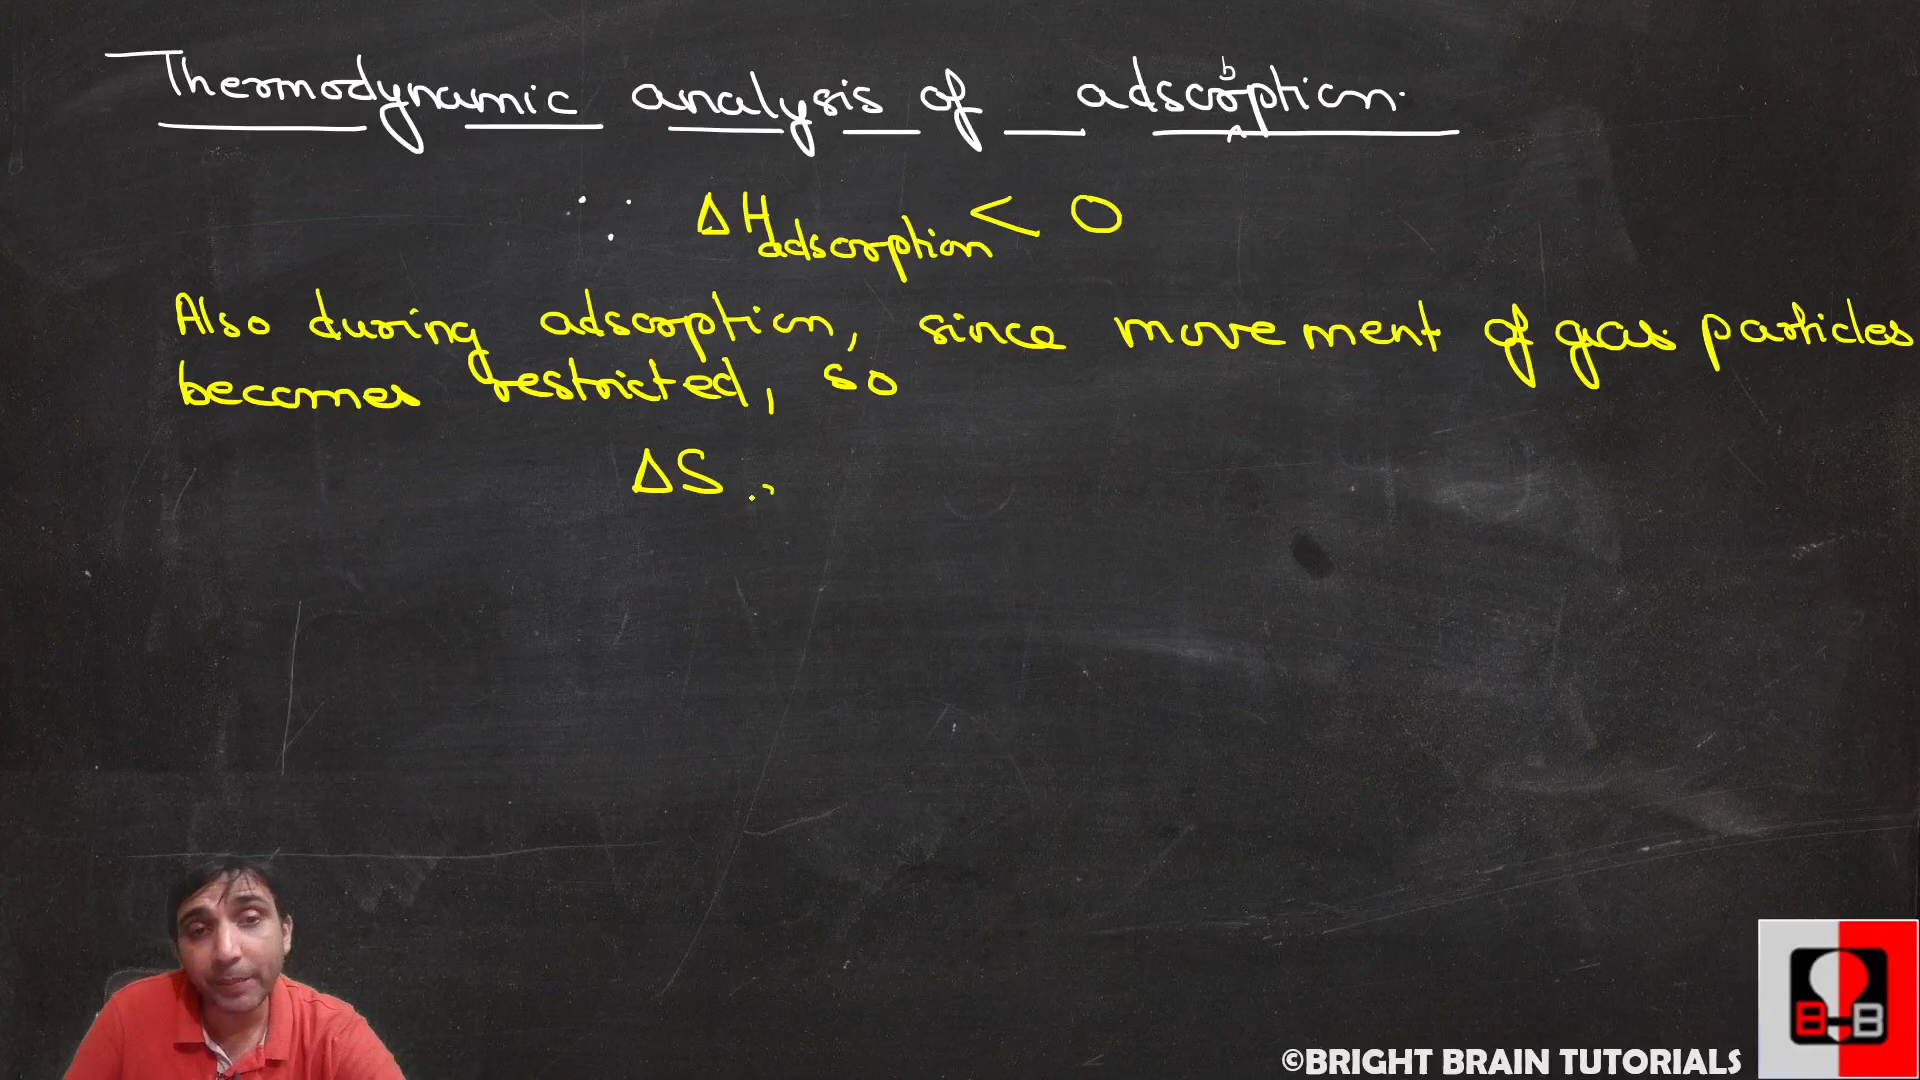 Thermodynamic analysis of adsorption.
∵ ΔH adsorption < 0
Also during adsorption, since movement of gas particles
becomes restricted, so
ΔS
B B
©BRIGHT BRAIN TUTORIALS